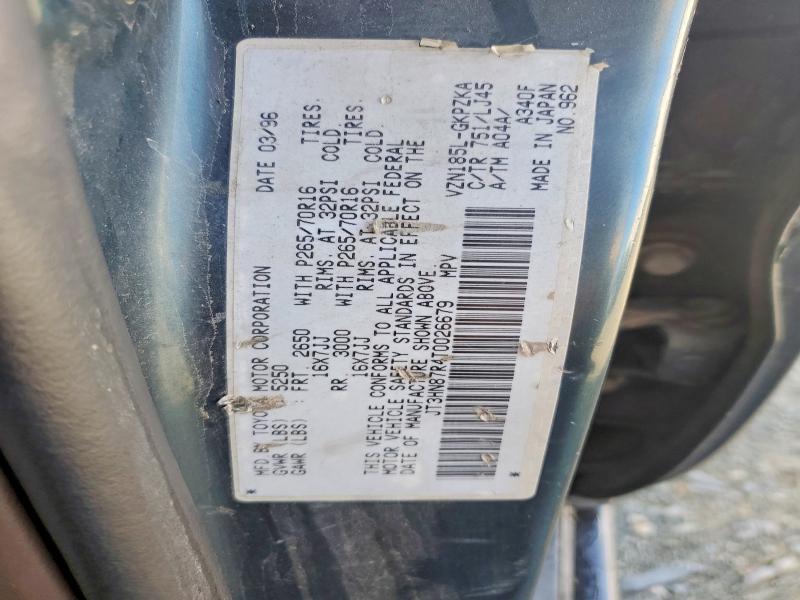 MFD BY TOYOTA MOTOR CORPORATION DATE 03/96
GVWR (LBS) : 5250
GAWR (LBS) : FRT. 2650 WITH P265/70R16 TIRES.
16X7JJ RIMS. AT 32PSI COLD
RR. 3000 WITH P265/70R16 TIRES.
16X7JJ RIMS. AT 32PSI COLD.
THIS VEHICLE CONFORMS TO ALL APPLICABLE FEDERAL
MOTOR VEHICLE SAFETY STANDARDS IN EFFECT ON THE
DATE OF MANUFACTURE SHOWN ABOVE.
JT3HN87R4T0026679 MPV
VZN185L-GKPZKA
C/TR 751/LJ45
A/TM A04A/ A340F
MADE IN JAPAN
NO.962